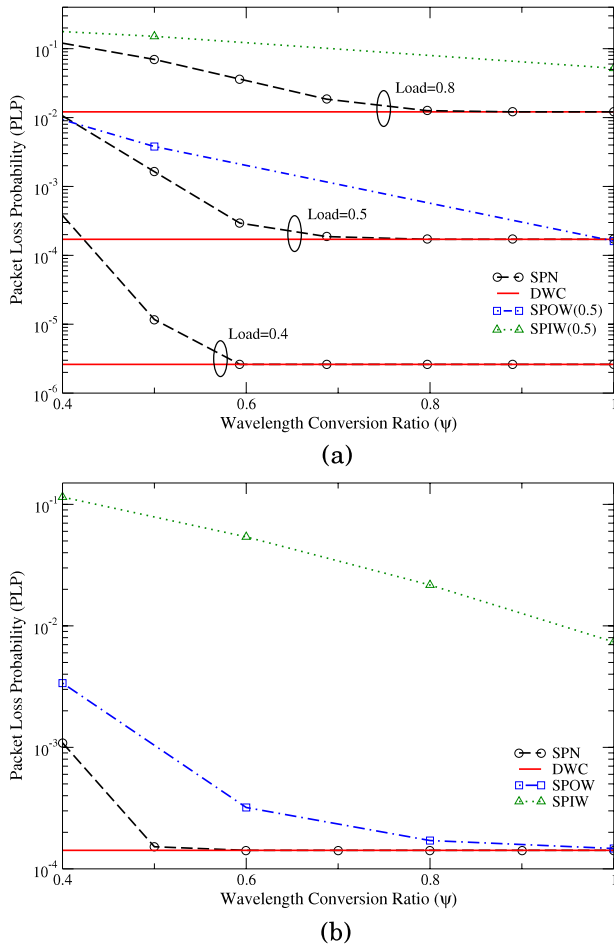 10^-1
10^-2
10^-3
10^-4
10^-5
10^-6
Packet Loss Probability (PLP)
Load=0.8
Load=0.5
Load=0.4
SPN
DWC
SPOW(0.5)
SPIW(0.5)
0.4 0.6 0.8 1
Wavelength Conversion Ratio (ψ)
(a)
10^-1
10^-2
10^-3
10^-4
Packet Loss Probability (PLP)
SPN
DWC
SPOW
SPIW
0.4 0.6 0.8 1
Wavelength Conversion Ratio (ψ)
(b)